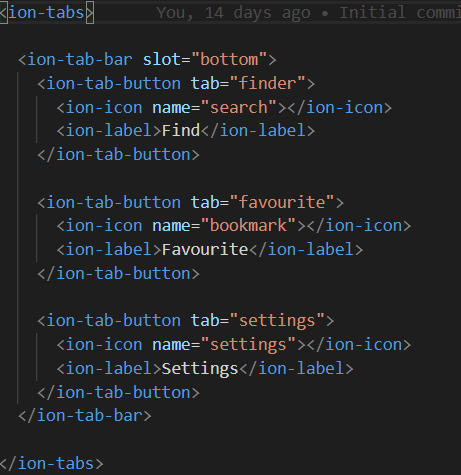 <ion-tabs> You, 14 days ago • Initial commi
<ion-tab-bar slot="bottom">
<ion-tab-button tab="finder">
<ion-icon name="search"></ion-icon>
<ion-label>Find</ion-label>
</ion-tab-button>
<ion-tab-button tab="favourite">
<ion-icon name="bookmark"></ion-icon>
<ion-label>Favourite</ion-label>
</ion-tab-button>
<ion-tab-button tab="settings">
<ion-icon name="settings"></ion-icon>
<ion-label>Settings</ion-label>
</ion-tab-button>
</ion-tab-bar>
</ion-tabs>